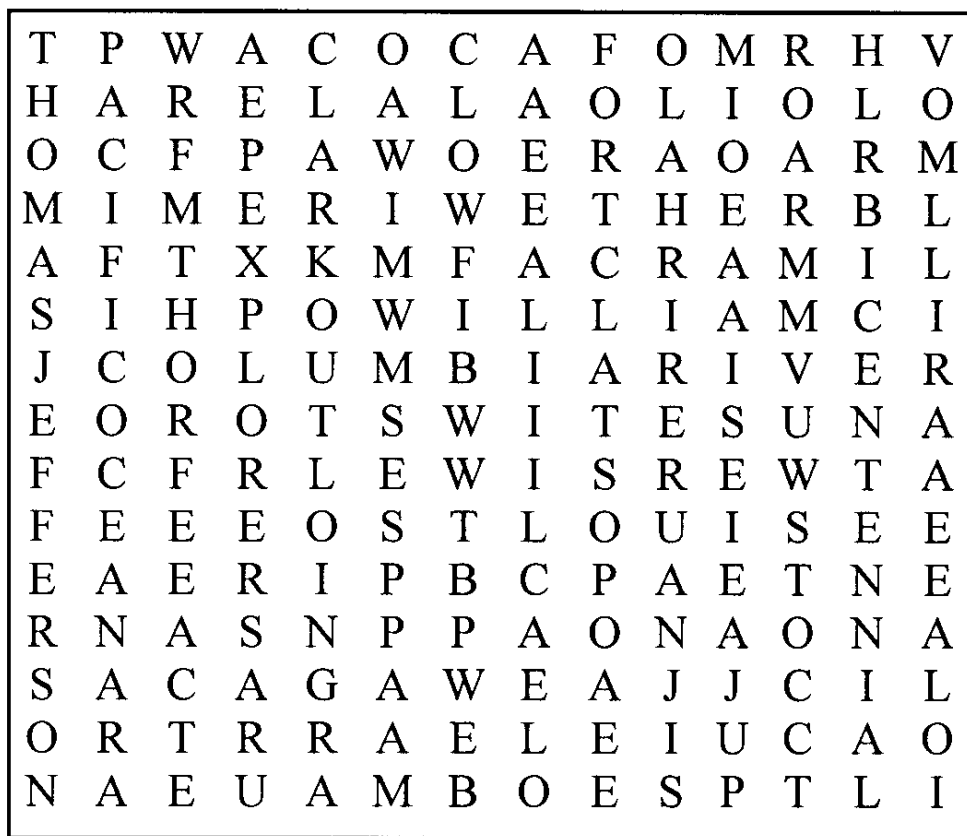 T P W A C O C A F O M R H V
H A R E L A L A O L I O L O
O C F P A W O E R A O A R M
M I M E R I W E T H E R B L
A F T X K M F A C R A M I L
S I H P O W I L L I A M C I
J C O L U M B I A R I V E R
E O R O T S W I T E S U N A
F C F R L E W I S R E W T A
F E E E O S T L O U I S E E
E A E R I P B C P A E T N E
R N A S N P P A O N A O N A
S A C A G A W E A J J C I L
O R T R R A E L E I U C A O
N A E U A M B O E S P T L I